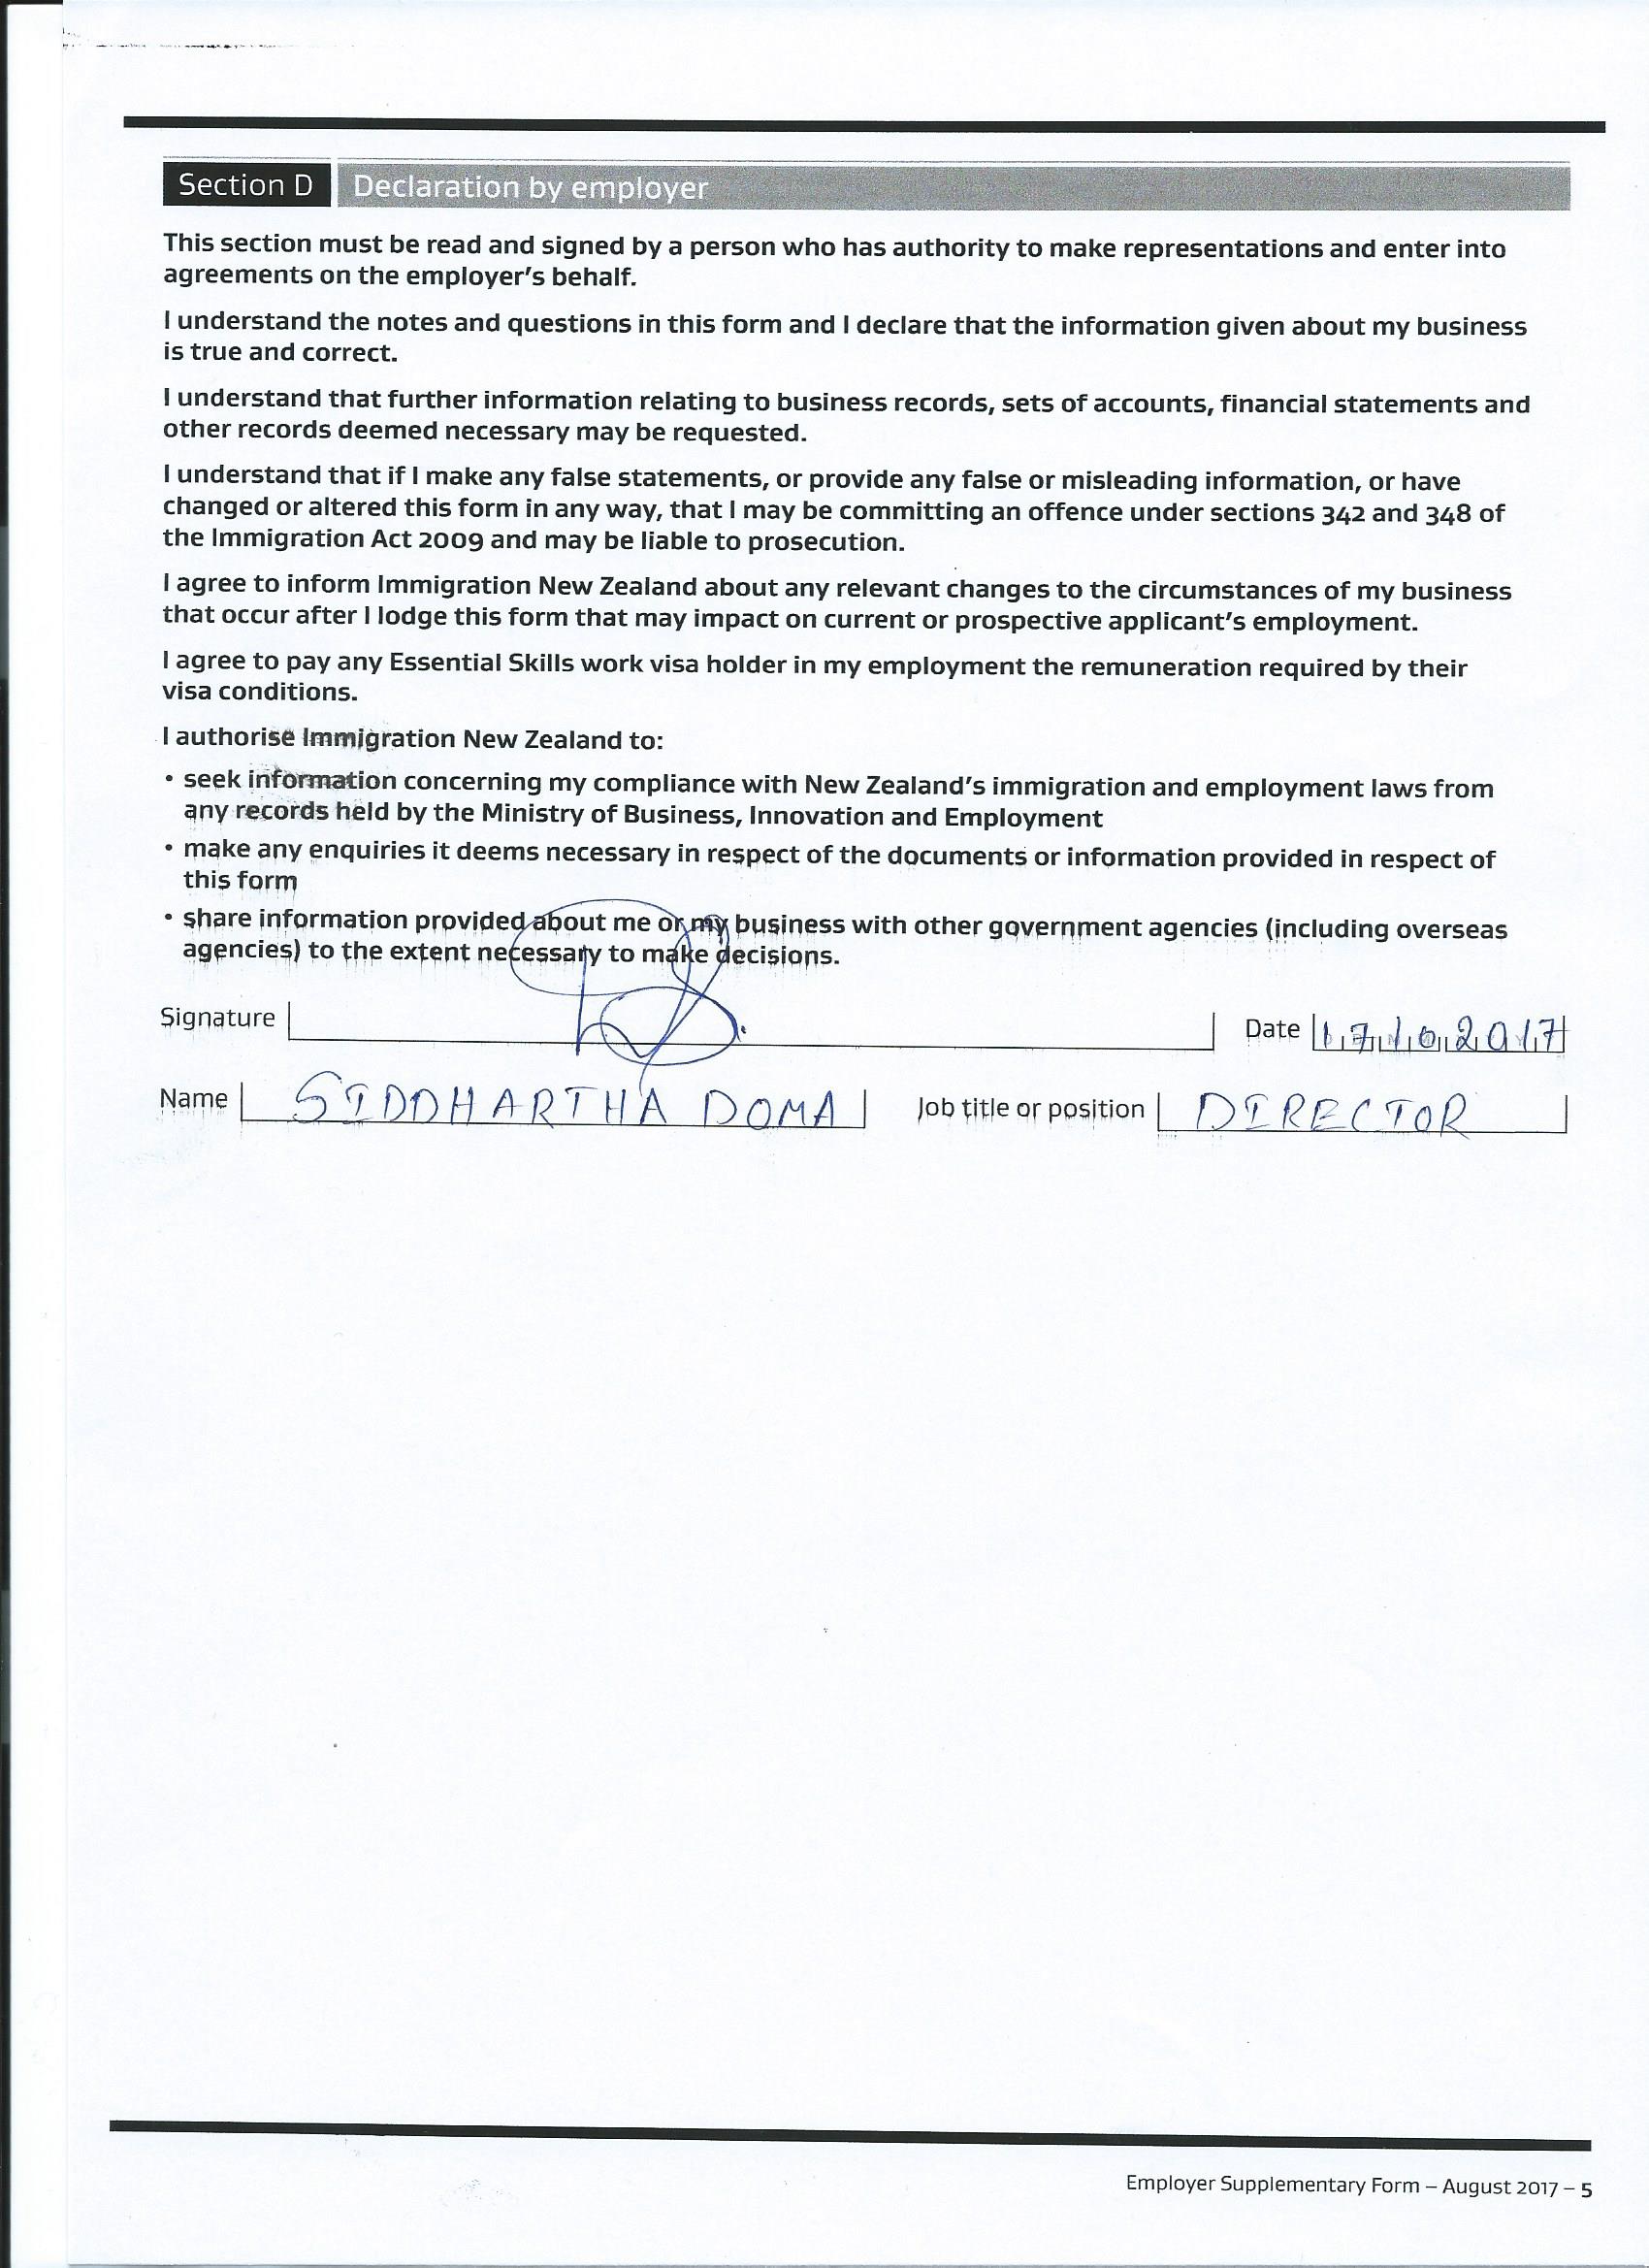 Section D Declaration by employer
This section must be read and signed by a person who has authority to make representations and enter into
agreements on the employer's behalf.
I understand the notes and questions in this form and I declare that the information given about my business
is true and correct.
I understand that further information relating to business records, sets of accounts, financial statements and
other records deemed necessary may be requested.
I understand that if I make any false statements, or provide any false or misleading information, or have
changed or altered this form in any way, that I may be committing an offence under sections 342 and 348 of
the Immigration Act 2009 and may be liable to prosecution.
I agree to inform Immigration New Zealand about any relevant changes to the circumstances of my business
that occur after I lodge this form that may impact on current or prospective applicant's employment.
I agree to pay any Essential Skills work visa holder in my employment the remuneration required by their
visa conditions.
I authorise Immigration New Zealand to:
• seek information concerning my compliance with New Zealand's immigration and employment laws from
any records held by the Ministry of Business, Innovation and Employment
• make any enquiries it deems necessary in respect of the documents or information provided in respect of
this form
• share information provided about me or my business with other government agencies (including overseas
agencies) to the extent necessary to make decisions.
Signature Date 17102017
Name SIDDHARTHA DOMA Job title or position DIRECTOR
Employer Supplementary Form – August 2017 – 5